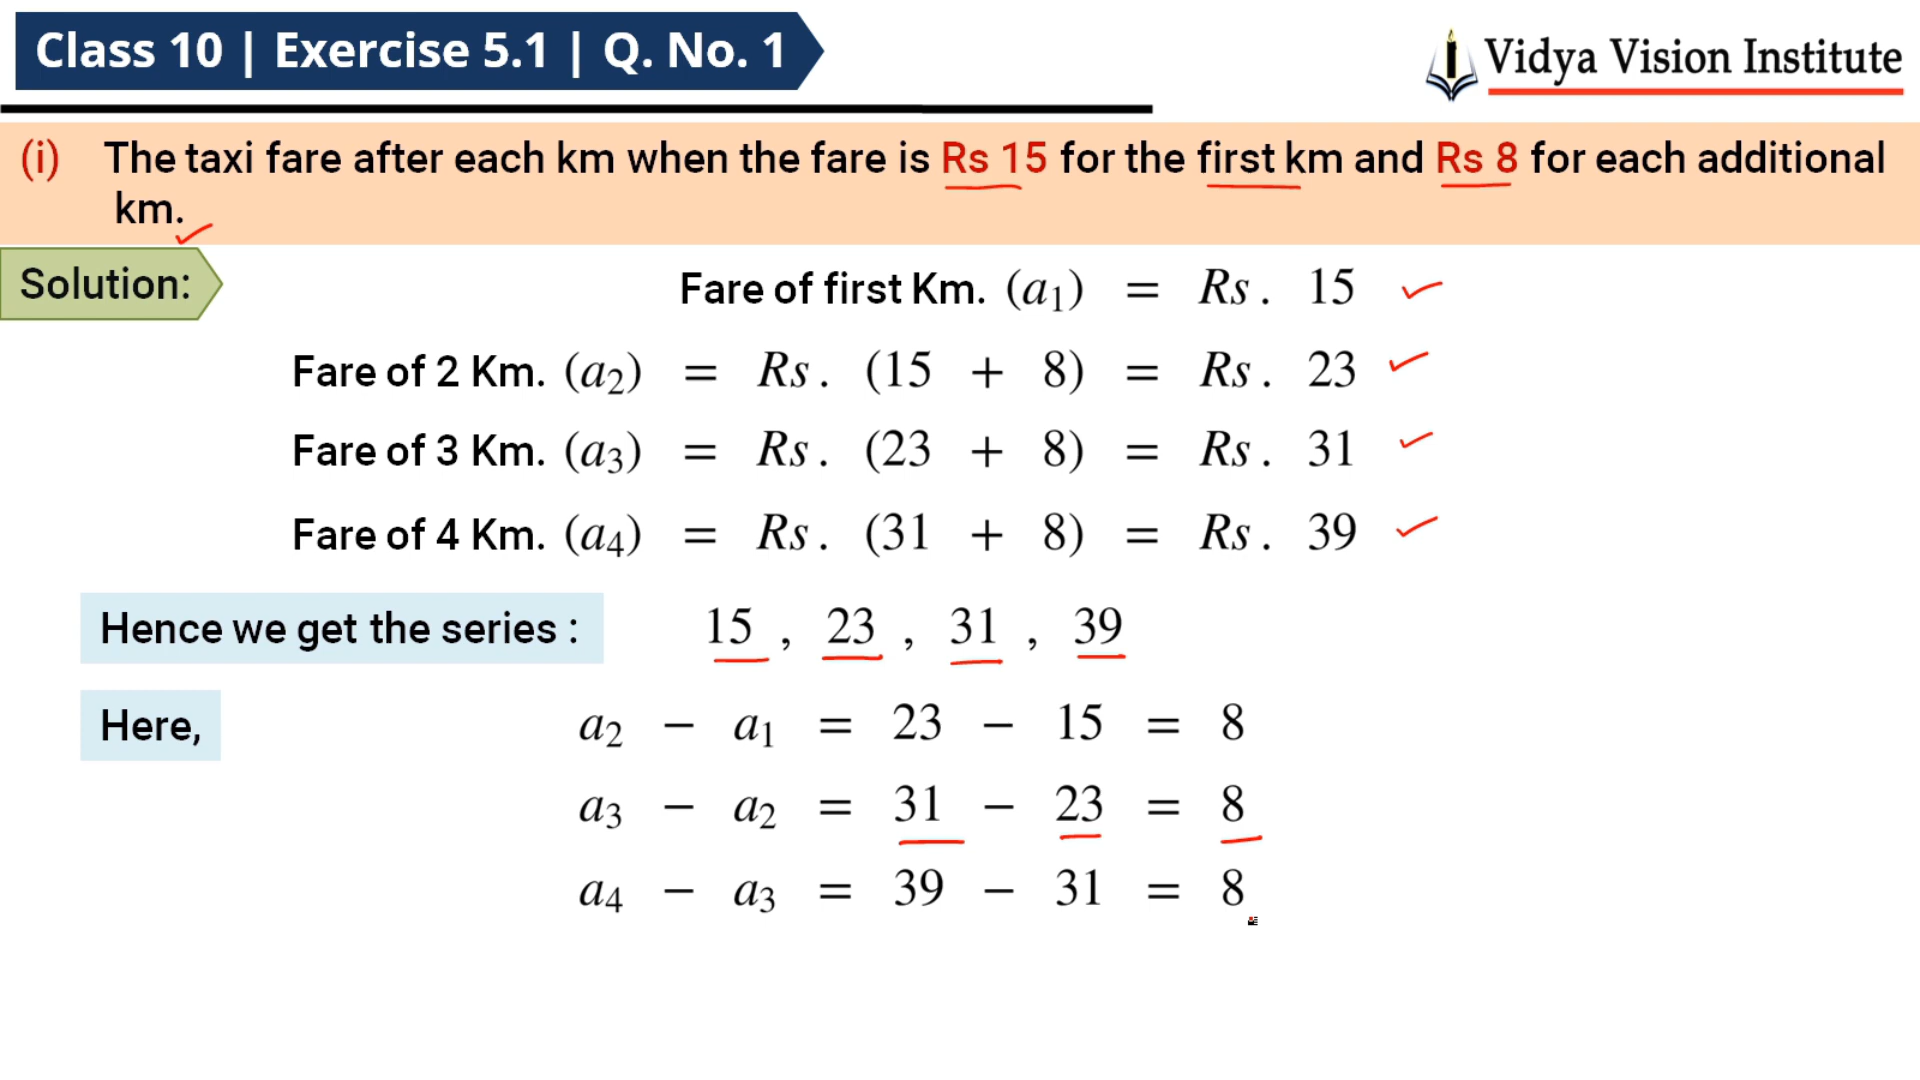 Class 10 | Exercise 5.1 | Q. No. 1
Vidya Vision Institute
(i) The taxi fare after each km when the fare is Rs 15 for the first km and Rs 8 for each additional
km.
Solution:
Fare of first Km. (a₁) = Rs. 15
Fare of 2 Km. (a₂) = Rs. (15 + 8) = Rs. 23
Fare of 3 Km. (a₃) = Rs. (23 + 8) = Rs. 31
Fare of 4 Km. (a₄) = Rs. (31 + 8) = Rs. 39
Hence we get the series : 15 , 23 , 31 , 39
Here, a₂ − a₁ = 23 − 15 = 8
a₃ − a₂ = 31 − 23 = 8
a₄ − a₃ = 39 − 31 = 8